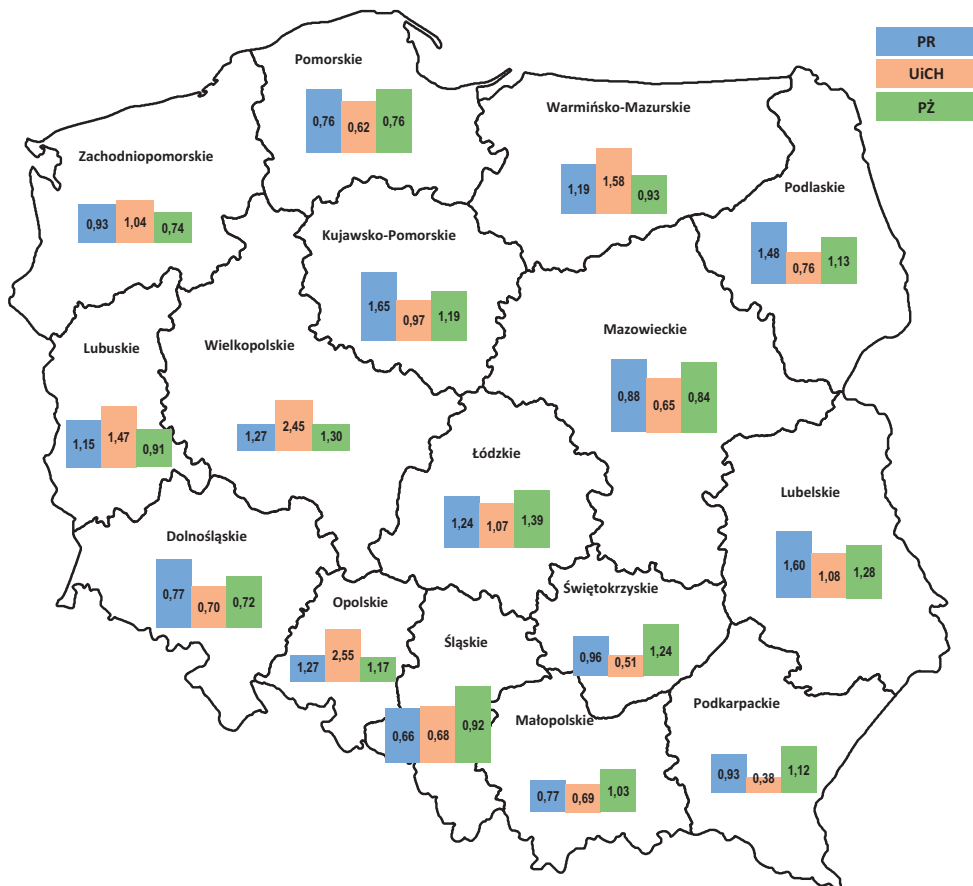 PR
UiCH
PŻ
Pomorskie
0,76
0,62
0,76
Warmińsko-Mazurskie
1,19
1,58
0,93
Zachodniopomorskie
0,93
1,04
0,74
Podlaskie
1,48
0,76
1,13
Kujawsko-Pomorskie
1,65
0,97
1,19
Mazowieckie
0,88
0,65
0,84
Lubuskie
1,15
1,47
0,91
Wielkopolskie
1,27
2,45
1,30
Łódzkie
1,24
1,07
1,39
Lubelskie
1,60
1,08
1,28
Dolnośląskie
0,77
0,70
0,72
Opolskie
1,27
2,55
1,17
Śląskie
0,66
0,68
0,92
Świętokrzyskie
0,96
0,51
1,24
Małopolskie
0,77
0,69
1,03
Podkarpackie
0,93
0,38
1,12